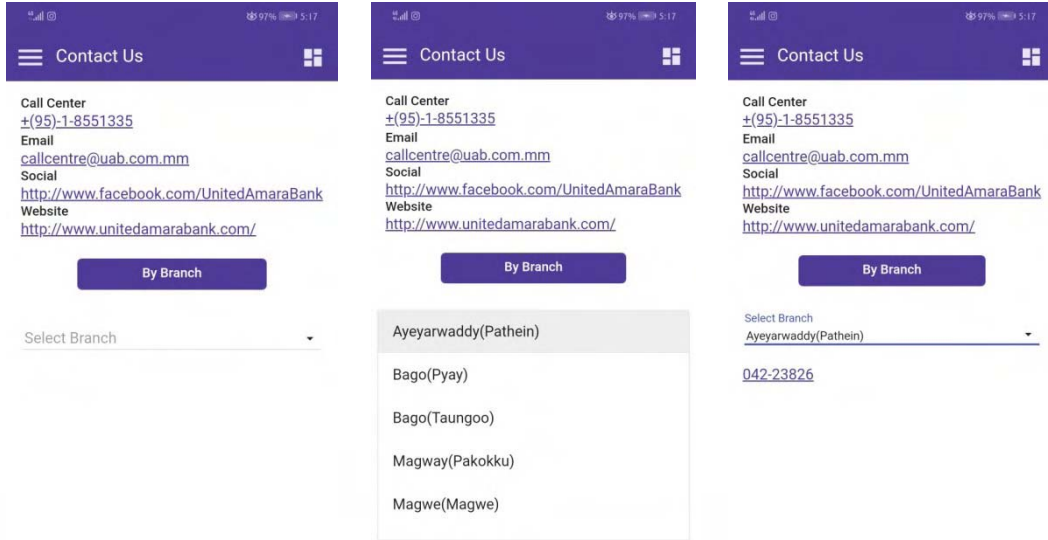 97% 5:17
Contact Us
Call Center
+(95)-1-8551335
Email
callcentre@uab.com.mm
Social
http://www.facebook.com/UnitedAmaraBank
Website
http://www.unitedamarabank.com/
By Branch
Select Branch
97% 5:17
Contact Us
Call Center
+(95)-1-8551335
Email
callcentre@uab.com.mm
Social
http://www.facebook.com/UnitedAmaraBank
Website
http://www.unitedamarabank.com/
By Branch
Ayeyarwaddy(Pathein)
Bago(Pyay)
Bago(Taungoo)
Magway(Pakokku)
Magwe(Magwe)
97% 5:17
Contact Us
Call Center
+(95)-1-8551335
Email
callcentre@uab.com.mm
Social
http://www.facebook.com/UnitedAmaraBank
Website
http://www.unitedamarabank.com/
By Branch
Select Branch
Ayeyarwaddy(Pathein)
042-23826